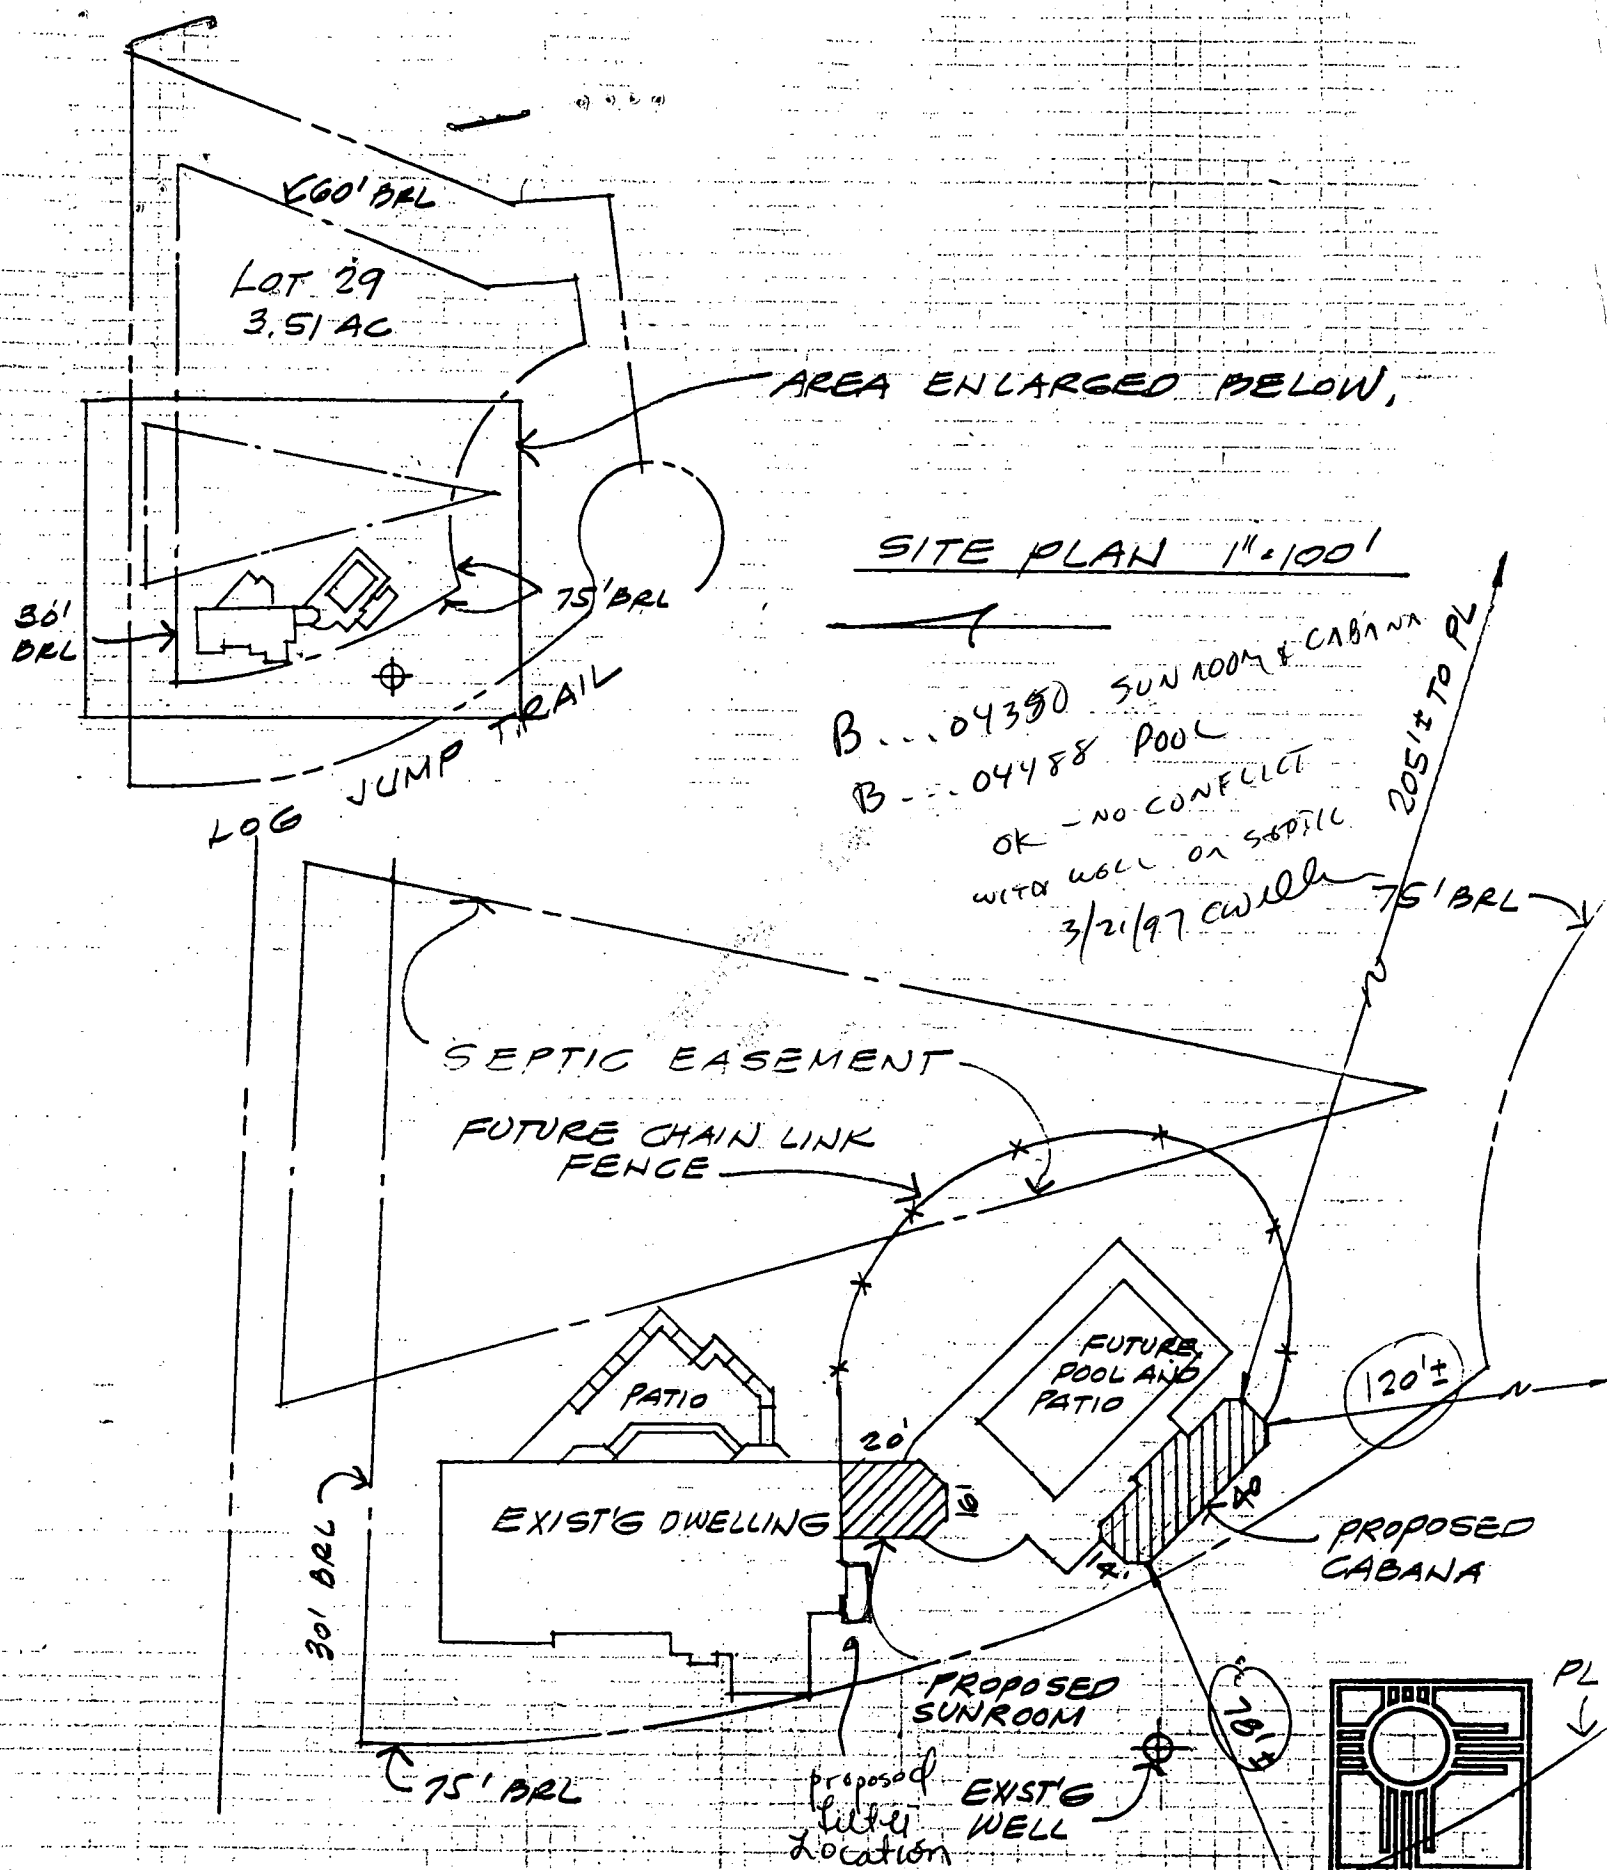 60' BRL
LOT 29
3.51 AC
AREA ENLARGED BELOW.
SITE PLAN 1"=100'
30'
BRL
75' BRL
LOG JUMP TRAIL
B...04390 SUNROOM & CABANA
B...04488 POOL
OK - NO CONFLICT
WITH WELL OR SEPTIC
3/21/97
205'± TO PL
75' BRL
SEPTIC EASEMENT
FUTURE CHAIN LINK
FENCE
FUTURE
POOL AND
PATIO
PATIO
120'±
20'
16'
EXIST'G DWELLING
40
14'
PROPOSED
CABANA
30' BRL
PROPOSED
SUNROOM
78'±
PL
75' BRL
proposed
filter
Location
EXIST'G
WELL